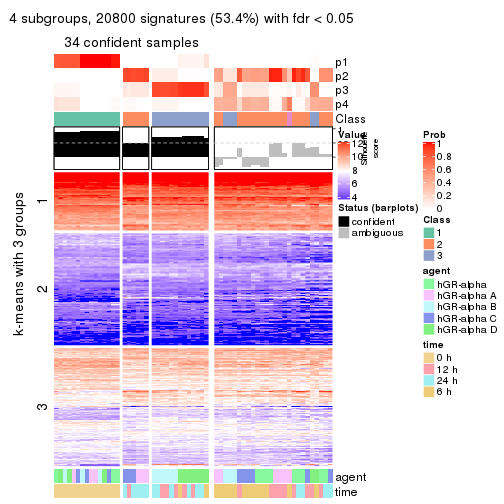 4 subgroups, 20800 signatures (53.4%) with fdr < 0.05
34 confident samples
p1
p2
p3
p4
Class
1
2
3
k-means with 3 groups
agent
time
Value
12
8
6
4
Silhouette
score
Status (barplots)
confident
ambiguous
Prob
1
0.8
0.6
0.4
0.2
0
Class
1
2
3
agent
hGR-alpha
hGR-alpha A
hGR-alpha B
hGR-alpha C
hGR-alpha D
time
0 h
12 h
24 h
6 h